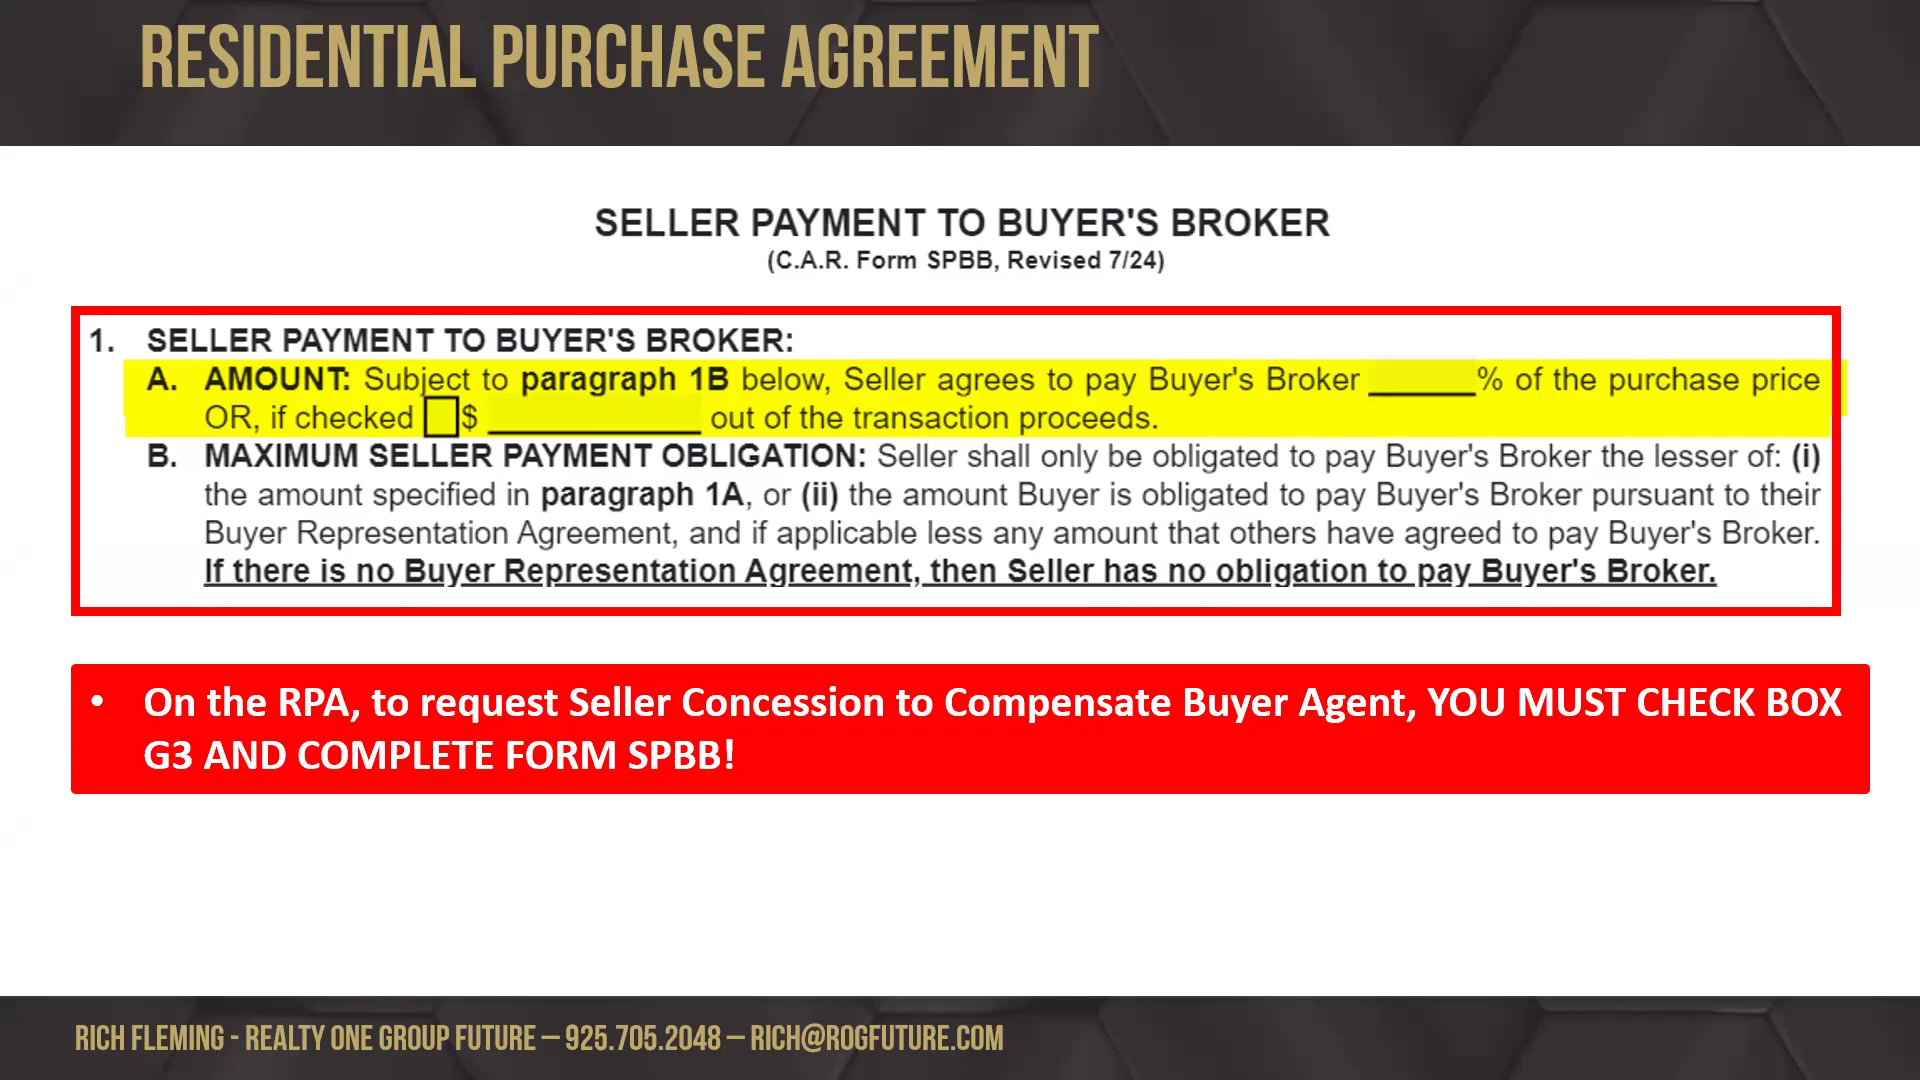 RESIDENTIAL PURCHASE AGREEMENT
SELLER PAYMENT TO BUYER'S BROKER
(C.A.R. Form SPBB, Revised 7/24)
1. SELLER PAYMENT TO BUYER'S BROKER:
A. AMOUNT: Subject to paragraph 1B below, Seller agrees to pay Buyer's Broker ______% of the purchase price
OR, if checked ☐$ ____________ out of the transaction proceeds.
B. MAXIMUM SELLER PAYMENT OBLIGATION: Seller shall only be obligated to pay Buyer's Broker the lesser of: (i)
the amount specified in paragraph 1A, or (ii) the amount Buyer is obligated to pay Buyer's Broker pursuant to their
Buyer Representation Agreement, and if applicable less any amount that others have agreed to pay Buyer's Broker.
If there is no Buyer Representation Agreement, then Seller has no obligation to pay Buyer's Broker.
• On the RPA, to request Seller Concession to Compensate Buyer Agent, YOU MUST CHECK BOX
G3 AND COMPLETE FORM SPBB!
RICH FLEMING - REALTY ONE GROUP FUTURE – 925.705.2048 – RICH@ROGFUTURE.COM